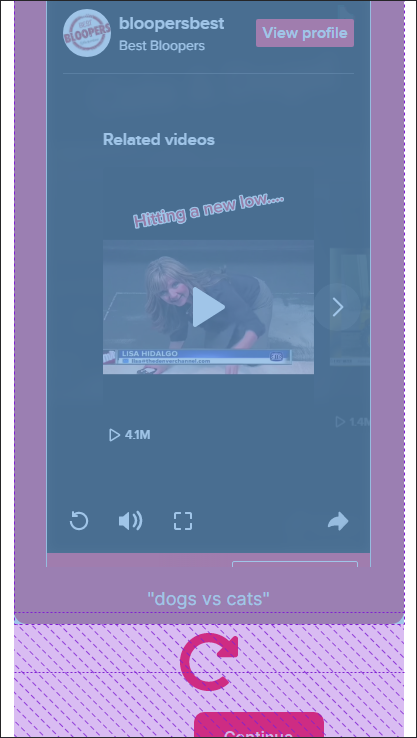 bloopersbest
BLOOPERS
Best Bloopers
View profile
Related videos
Hitting a new low....
LISA HIDALGO
4.1M
1.4M
"dogs vs cats"
Continue